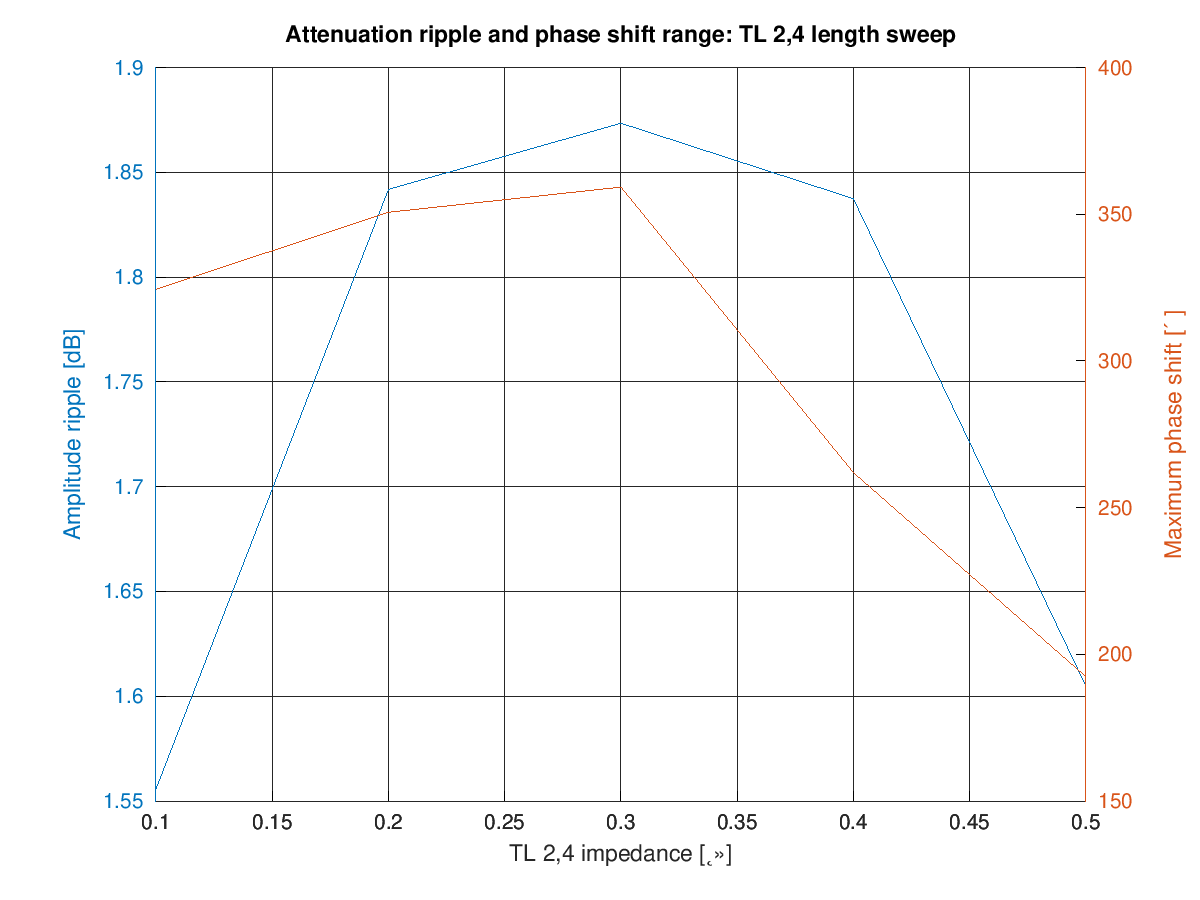 Attenuation ripple and phase shift range: TL 2,4 length sweep
1.9
1.85
1.8
1.75
1.7
1.65
1.6
1.55
Amplitude ripple [dB]
400
350
300
250
200
150
Maximum phase shift [´ ]
0.1 0.15 0.2 0.25 0.3 0.35 0.4 0.45 0.5
TL 2,4 impedance [˛»]